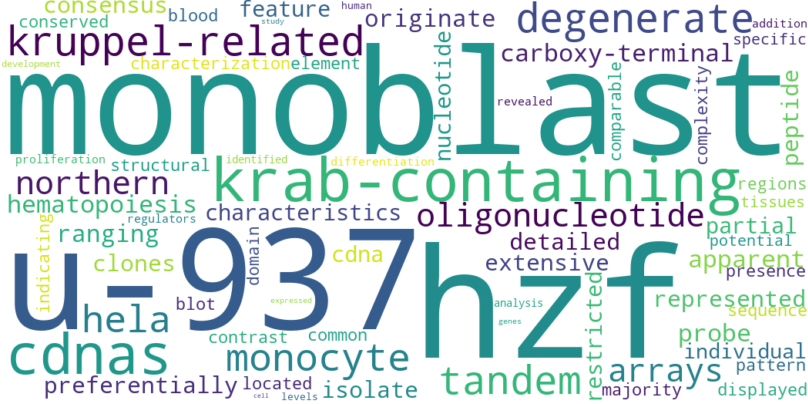 consensus
blood
feature
study
human
originate
degenerate
addition
conserved
specific
kruppel-related
carboxy-terminal
development
characterization
element
nucleotide
monoblast
revealed
comparable
complexity
peptide
proliferation
structural
identified
differentiation
northern
krab-containing
regions
tissues
hematopoiesis
characteristics
oligonucleotide
regulators
partial
ranging
domain
detailed
potential
indicating
clones
cdna
extensive
apparent
presence
u-937
hzf
hela
blot
expressed
analysis
genes
restricted
represented
sequence
probe
cdnas
contrast
common
individual
monocyte
arrays
pattern
tandem
preferentially
located
isolate
cell
levels
majority
displayed